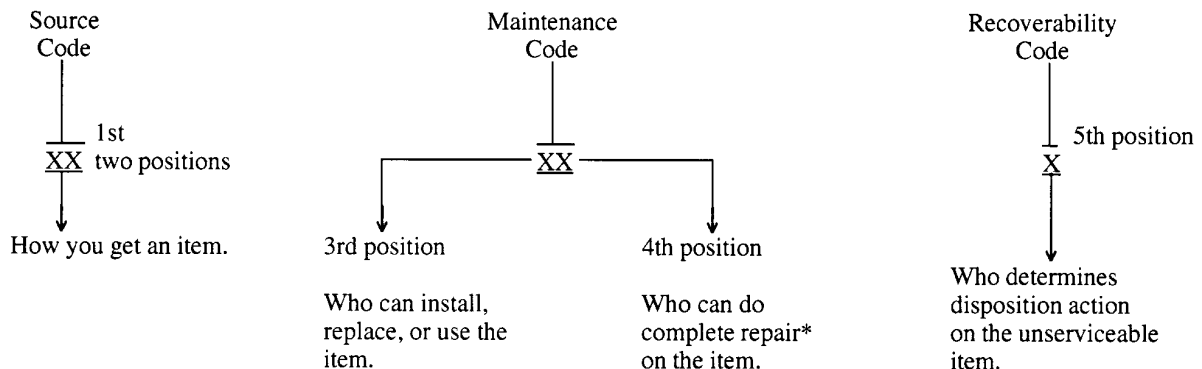 Source
Code
XX
1st
two positions
How you get an item.
Maintenance
Code
XX
3rd position
Who can install,
replace, or use the
item.
4th position
Who can do
complete repair*
on the item.
Recoverability
Code
X
5th position
Who determines
disposition action
on the unserviceable
item.